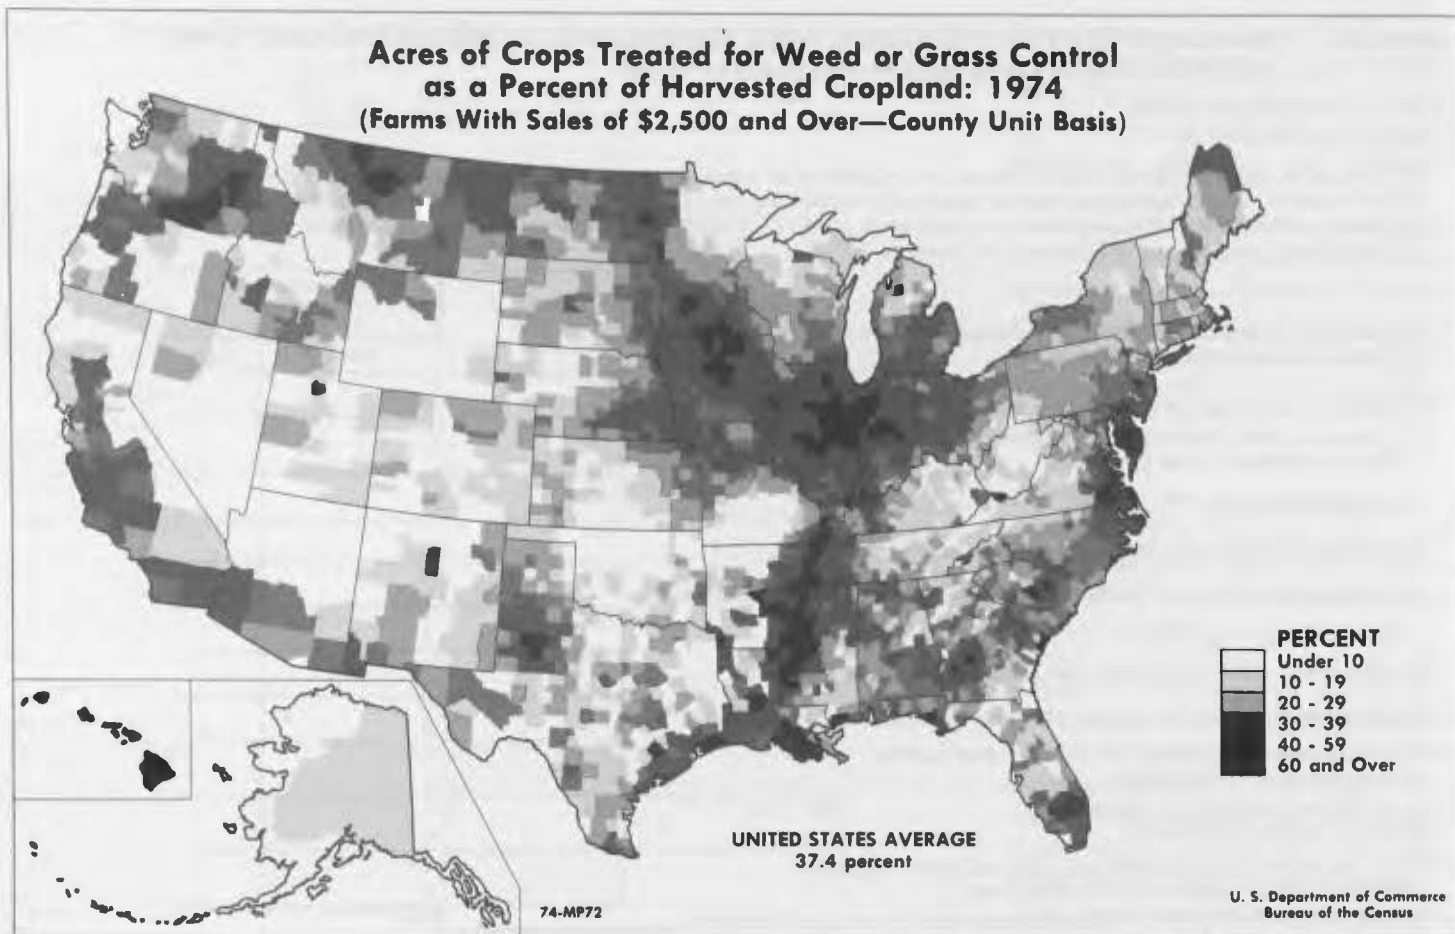 Acres of Crops Treated for Weed or Grass Control
as a Percent of Harvested Cropland: 1974
(Farms With Sales of $2,500 and Over—County Unit Basis)
PERCENT
Under 10
10 - 19
20 - 29
30 - 39
40 - 59
60 and Over
UNITED STATES AVERAGE
37.4 percent
74-MP72
U. S. Department of Commerce
Bureau of the Census